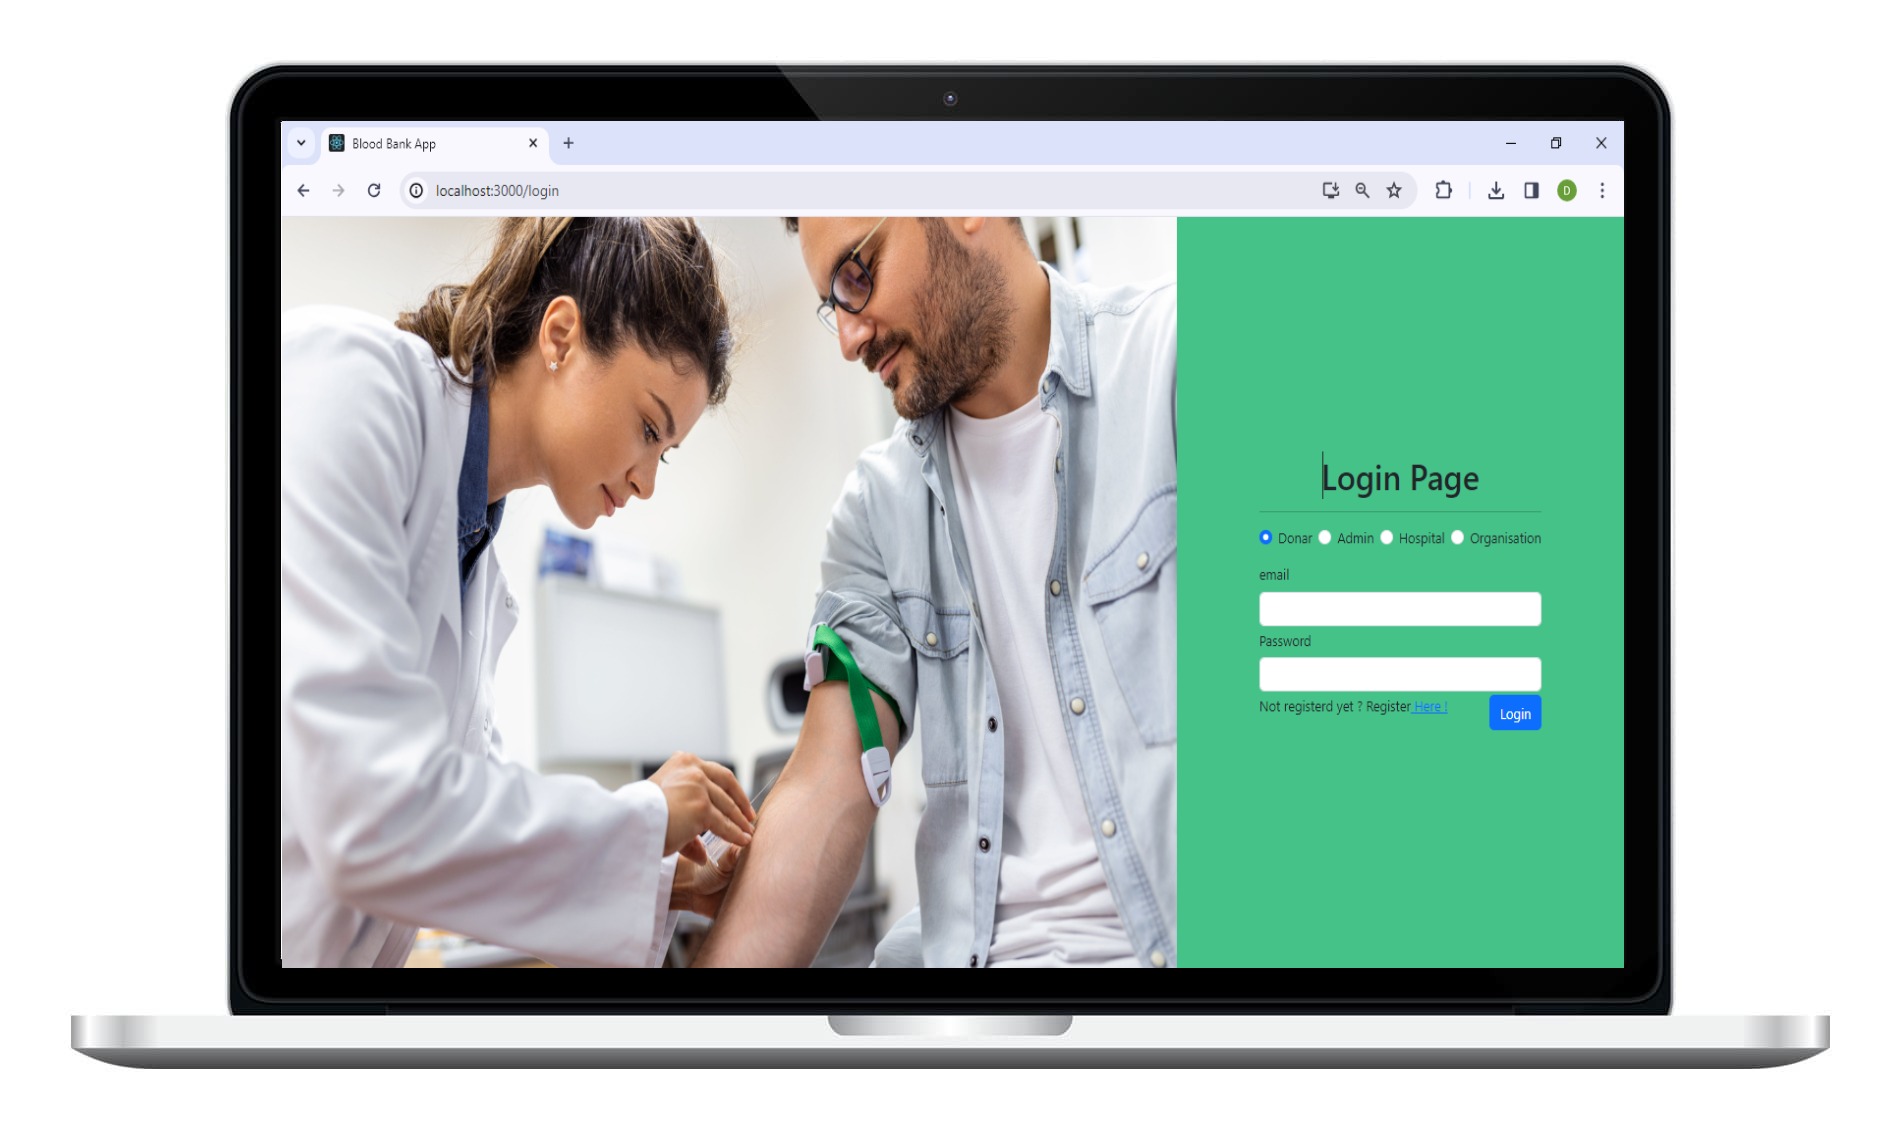 Blood Bank App
localhost:3000/login
D
Login Page
Donar Admin Hospital Organisation
email
Password
Not registerd yet ? Register Here !
Login